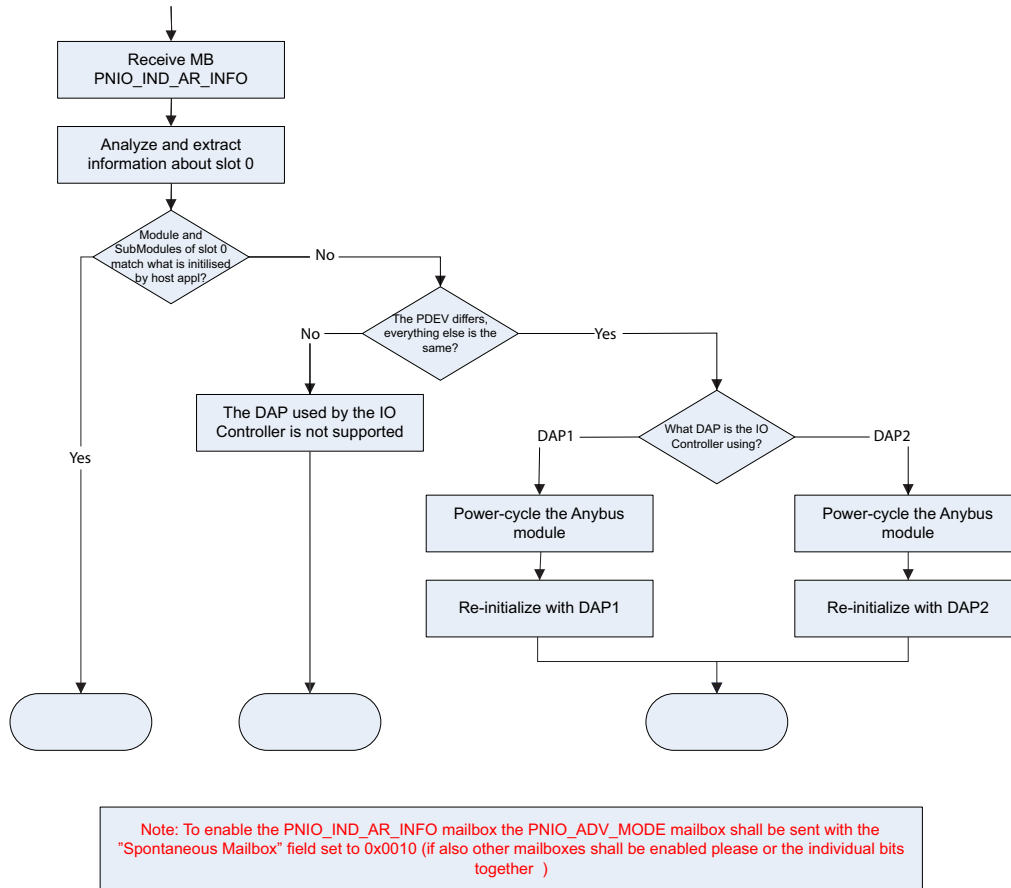 Receive MB
PNIO_IND_AR_INFO
Analyze and extract
information about slot 0
Module and
SubModules of slot 0
match what is initilised
by host appl?
No
The PDEV differs,
everything else is the
same?
No
Yes
The DAP used by the IO
Controller is not supported
What DAP is the IO
Controller using?
DAP1
DAP2
Yes
Power-cycle the Anybus
module
Power-cycle the Anybus
module
Re-initialize with DAP1
Re-initialize with DAP2
Note: To enable the PNIO_IND_AR_INFO mailbox the PNIO_ADV_MODE mailbox shall be sent with the
”Spontaneous Mailbox” field set to 0x0010 (if also other mailboxes shall be enabled please or the individual bits
together )